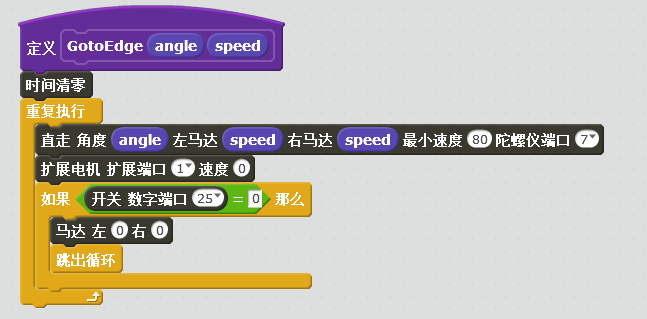 定义 GotoEdge angle speed
时间清零
重复执行
直走 角度 angle 左马达 speed 右马达 speed 最小速度 80 陀螺仪端口 7
扩展电机 扩展端口 1 速度 0
如果 开关 数字端口 25 = 0 那么
马达 左 0 右 0
跳出循环